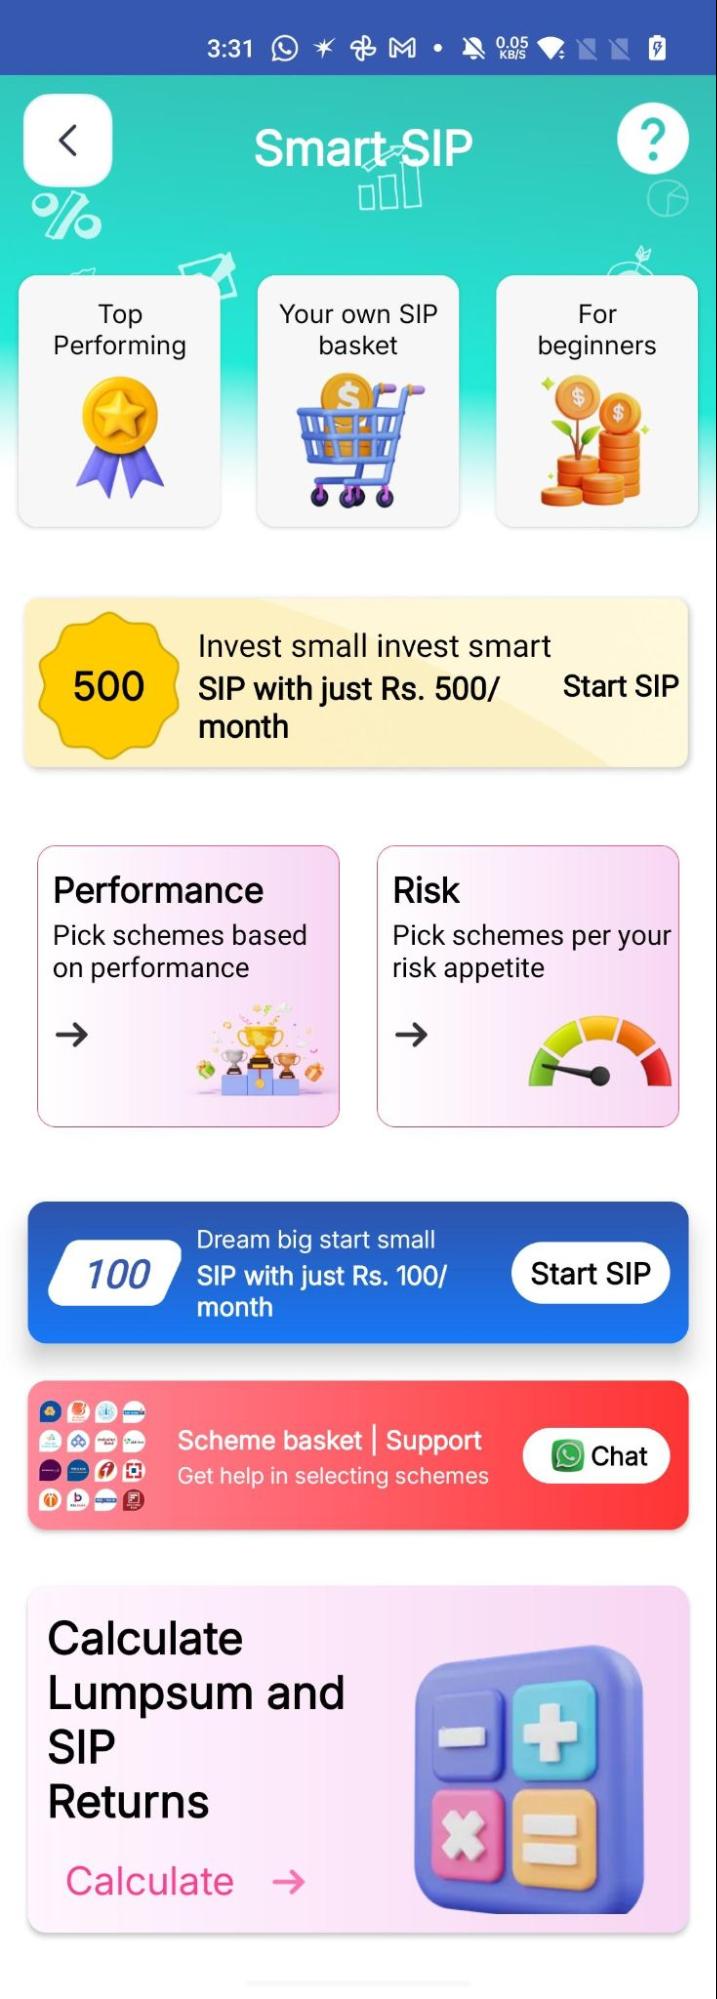 3:31
0.05
KB/S
Smart SIP
?
%
Top
Performing
Your own SIP
basket
For
beginners
500
Invest small invest smart
SIP with just Rs. 500/
month
Start SIP
Performance
Pick schemes based
on performance
Risk
Pick schemes per your
risk appetite
100
Dream big start small
SIP with just Rs. 100/
month
Start SIP
Scheme basket | Support
Get help in selecting schemes
Chat
Calculate
Lumpsum and
SIP
Returns
Calculate